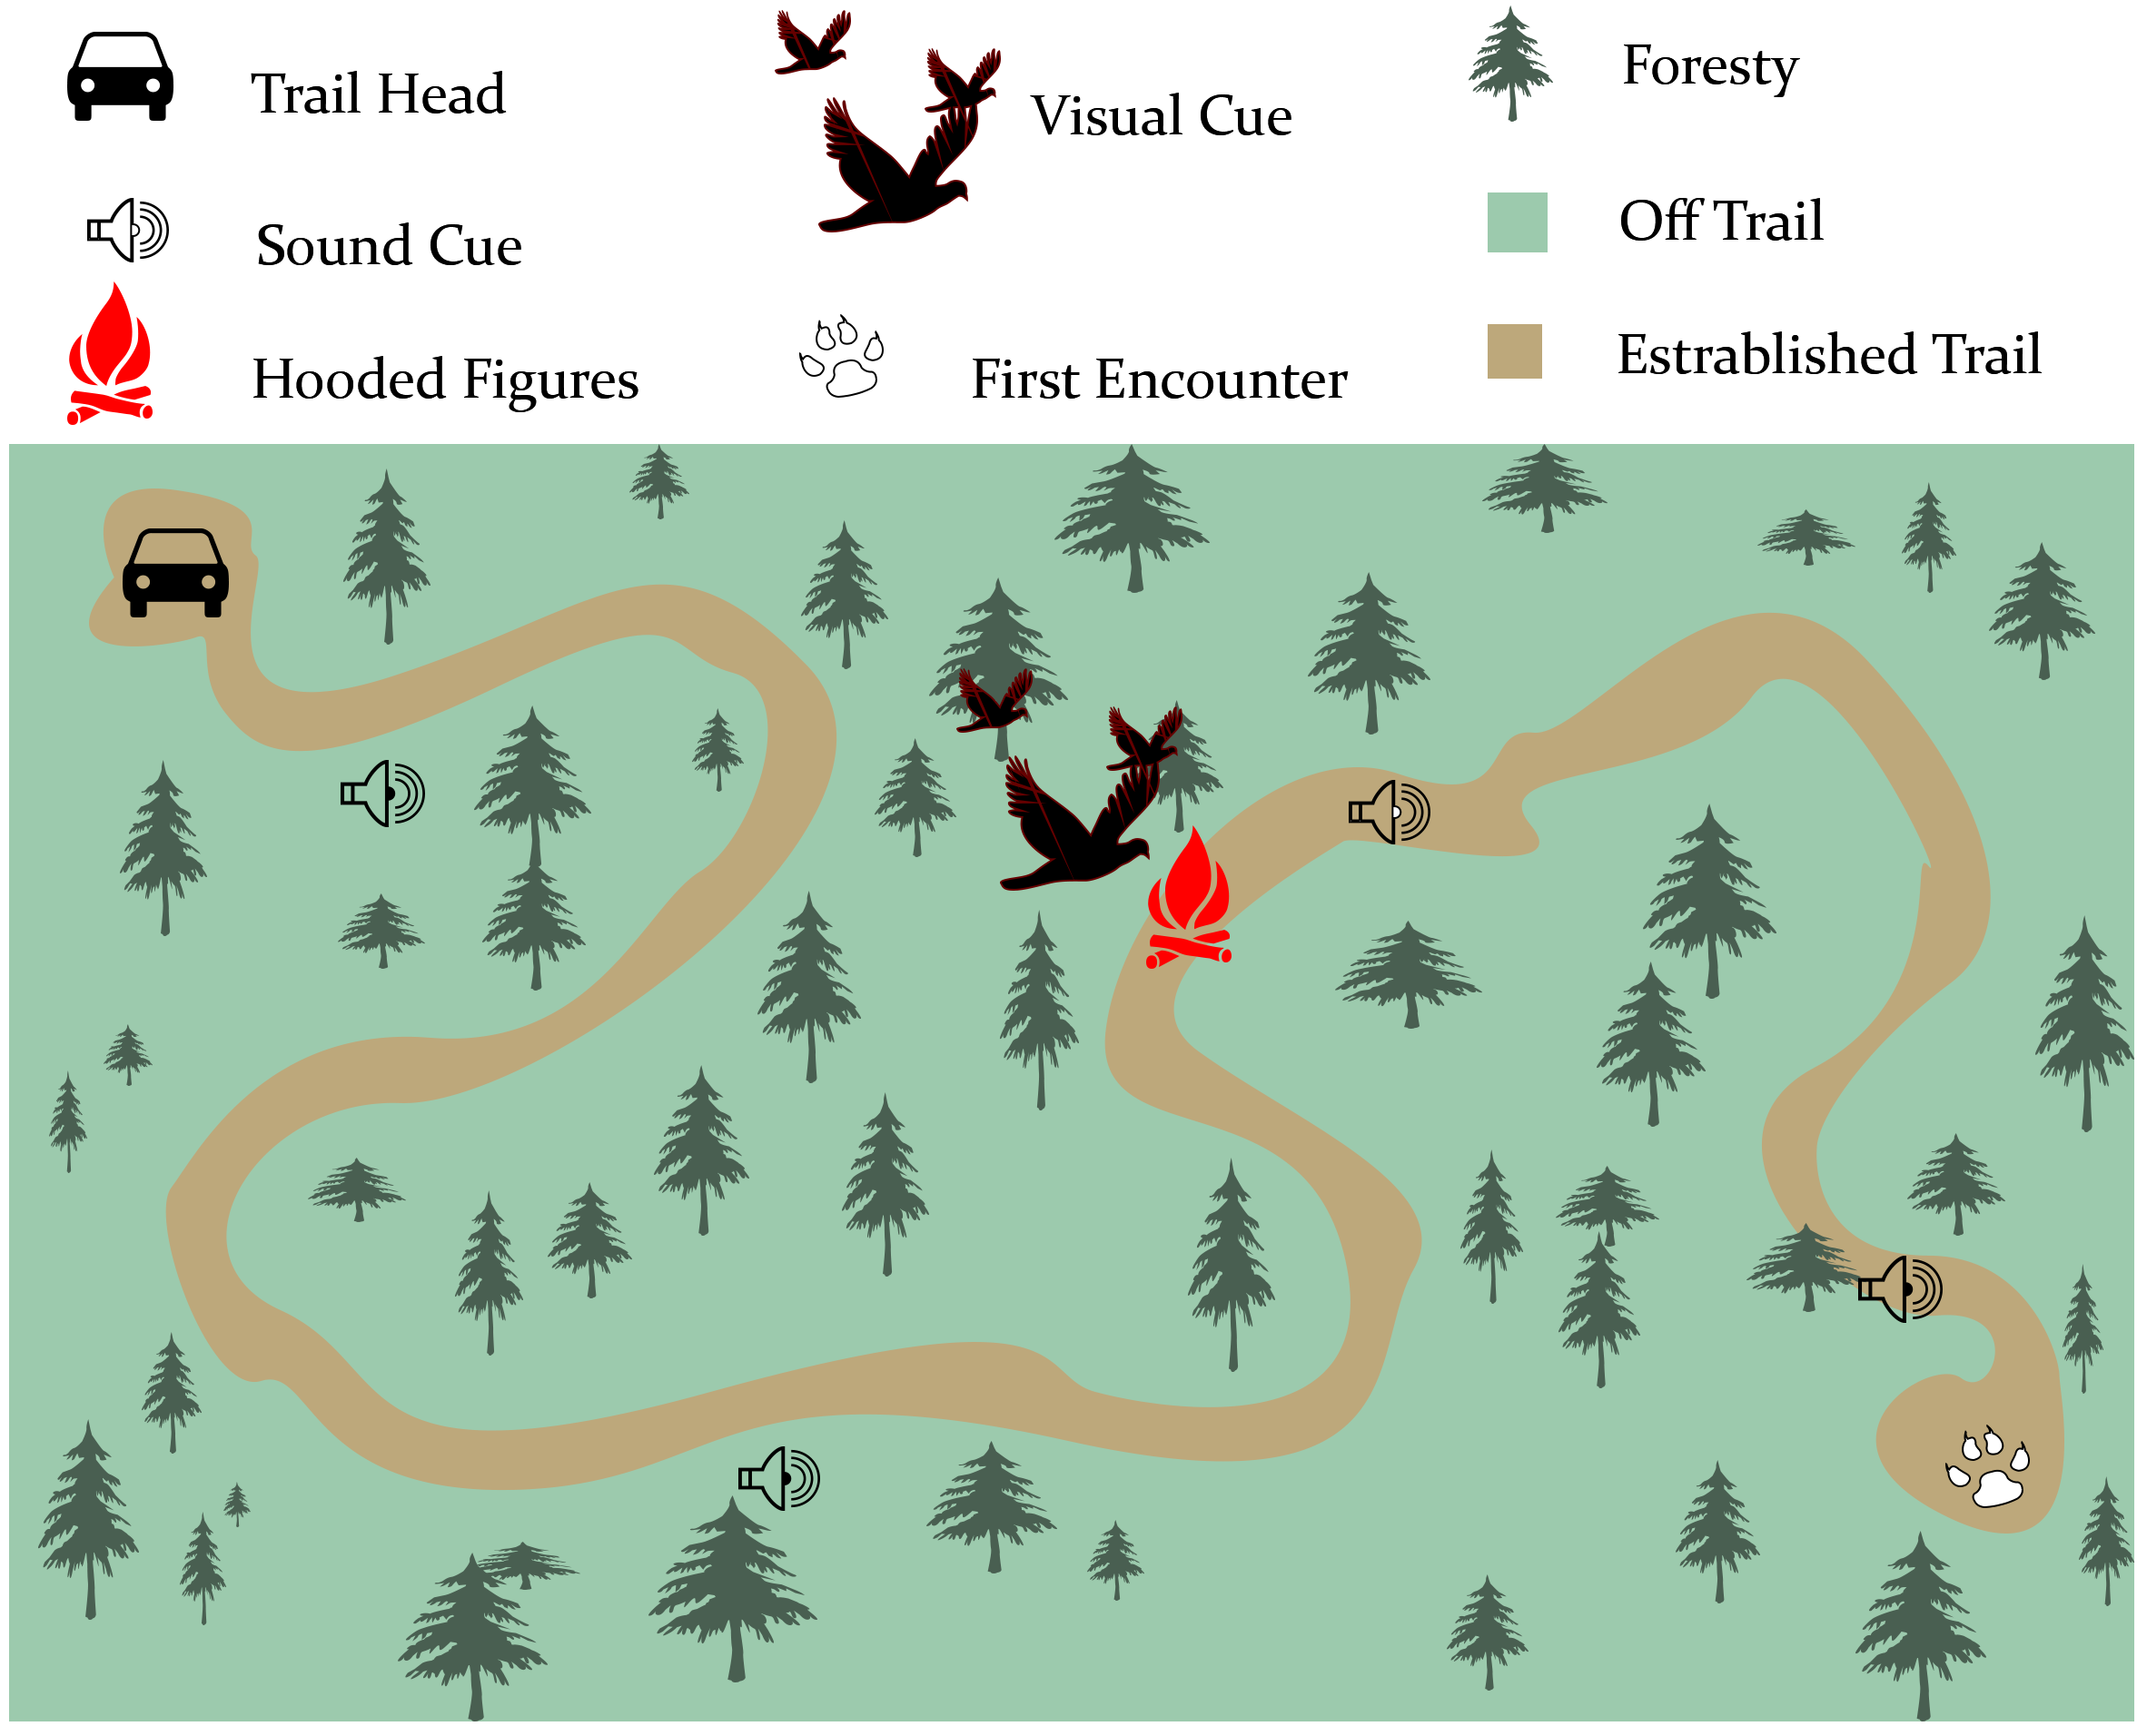 Trail Head
Visual Cue
Foresty
Sound Cue
Off Trail
Hooded Figures
First Encounter
Estrablished Trail